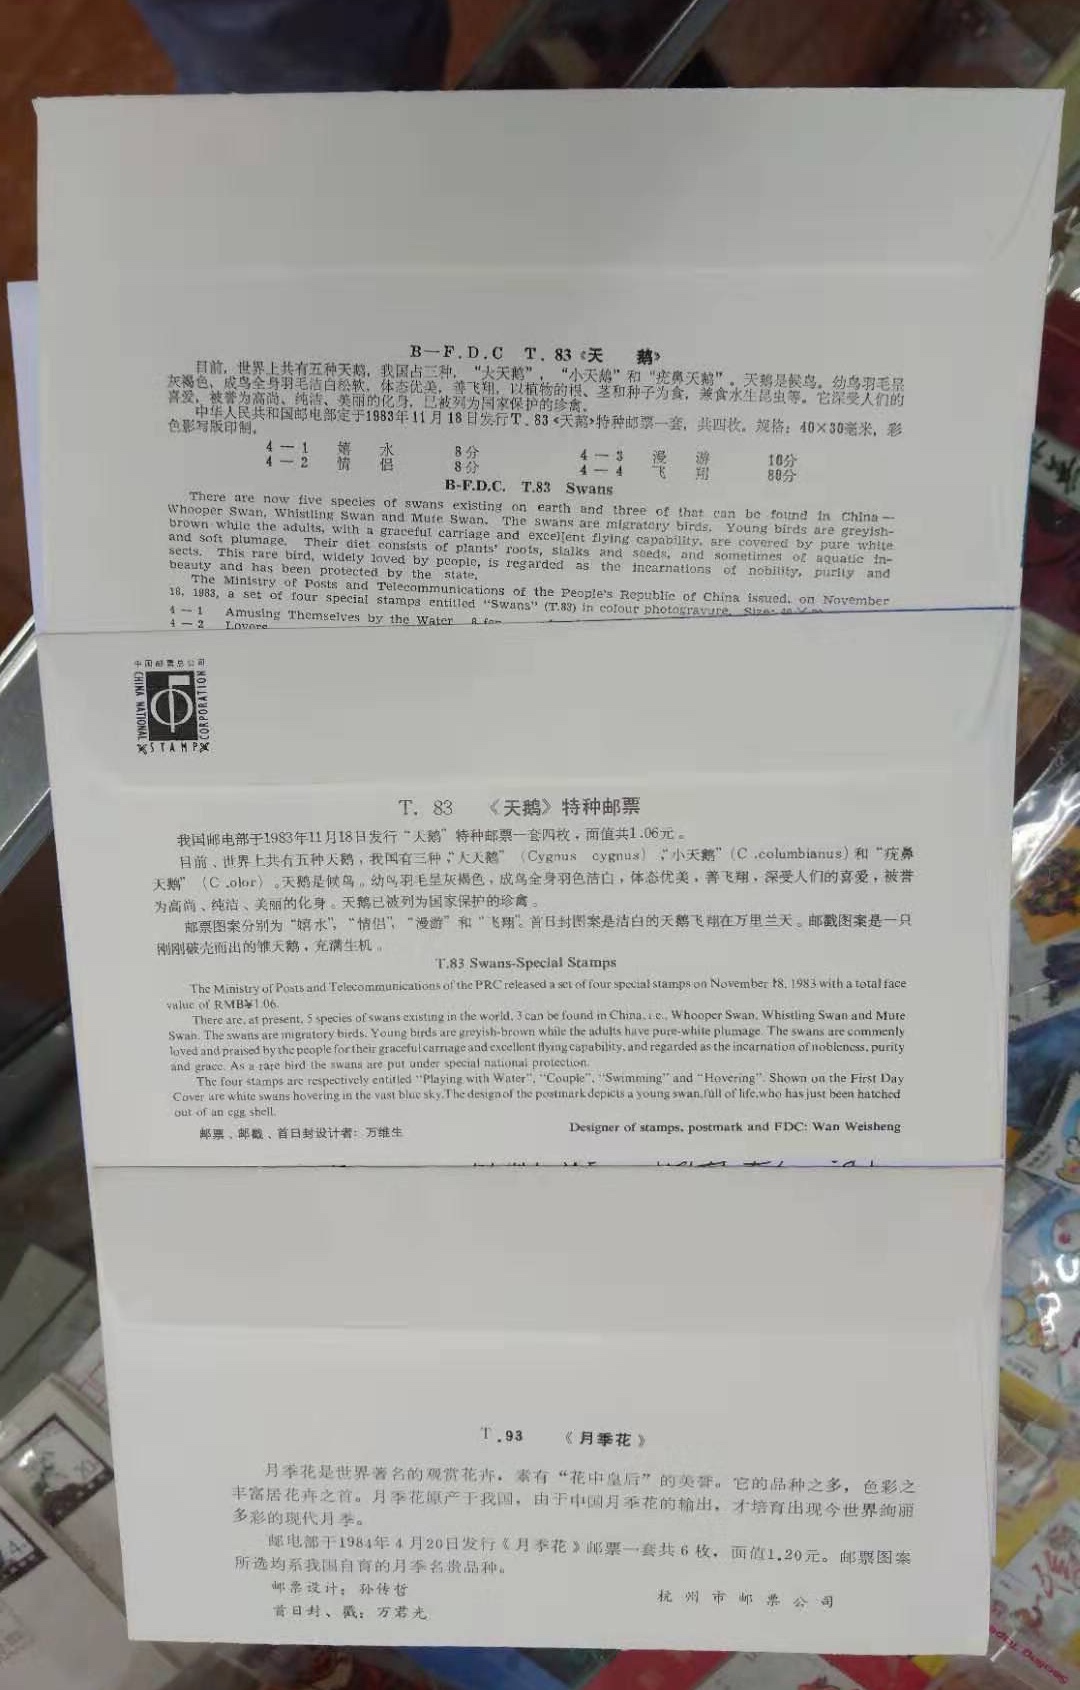 B—F.D.C T.83《天 鹅》
目前，世界上共有五种天鹅，我国占三种，“大天鹅”，“小天鹅”和“疣鼻天鹅”。天鹅是候鸟。幼鸟羽毛呈
灰褐色，成鸟全身羽毛洁白松软，体态优美，善飞翔，以植物的根、茎和种子为食，兼食水生昆虫等。它深受人们的
喜爱，被誉为高尚、纯洁、美丽的化身，已被列为国家保护的珍禽。
中华人民共和国邮电部定于1983年11月18日发行T.83《天鹅》特种邮票一套，共四枚。规格：40×30毫米，彩
色影写版印制。
4—1 嬉 水 8分 4—3 漫 游 10分
4—2 情 侣 8分 4—4 飞 翔 80分
B-F.D.C. T.83 Swans
There are now five species of swans existing on earth and three of that can be found in China—
Whooper Swan, Whistling Swan and Mute Swan. The swans are migratory birds. Young birds are greyish-
brown while the adults, with a graceful carriage and excellent flying capability, are covered by pure white
and soft plumage. Their diet consists of plants' roots, stalks and seeds, and sometimes of aquatic in-
sects. This rare bird, widely loved by people, is regarded as the incarnations of nobility, purity and
beauty and has been protected by the state.
The Ministry of Posts and Telecommunications of the People's Republic of China issued, on November
18, 1983, a set of four special stamps entitled "Swans" (T.83) in colour photogravure. Size:
4—1 Amusing Themselves by the Water 8 fen
4—2 Lovers
中国邮票总公司
CHINA NATIONAL
STAMP
CORPORATION
T. 83 《天鹅》特种邮票
我国邮电部于1983年11月18日发行“天鹅”特种邮票一套四枚，面值共1.06元。
目前、世界上共有五种天鹅，我国有三种，“大天鹅”（Cygnus cygnus），“小天鹅”（C.columbianus）和“疣鼻
天鹅”（C.olor）。天鹅是候鸟。幼鸟羽毛呈灰褐色，成鸟全身羽色洁白，体态优美，善飞翔，深受人们的喜爱，被誉
为高尚、纯洁、美丽的化身。天鹅已被列为国家保护的珍禽。
邮票图案分别为“嬉水”，“情侣”，“漫游”和“飞翔”。首日封图案是洁白的天鹅飞翔在万里兰天。邮戳图案是一只
刚刚破壳而出的雏天鹅，充满生机。
T.83 Swans-Special Stamps
The Ministry of Posts and Telecommunications of the PRC released a set of four special stamps on November 18, 1983 with a total face
value of RMB¥1.06.
There are, at present, 5 species of swans existing in the world, 3 can be found in China, i.e., Whooper Swan, Whistling Swan and Mute
Swan. The swans are migratory birds. Young birds are greyish-brown while the adults have pure-white plumage. The swans are commenly
loved and praised by the people for their graceful carriage and excellent flying capability, and regarded as the incarnation of nobleness, purity
and grace. As a rare bird the swans are put under special national protection.
The four stamps are respectively entitled "Playing with Water", "Couple", "Swimming" and "Hovering". Shown on the First Day
Cover are white swans hovering in the vast blue sky. The design of the postmark depicts a young swan, full of life, who has just been hatched
out of an egg shell.
邮票、邮戳、首日封设计者：万维生 Designer of stamps, postmark and FDC: Wan Weisheng
T.93 《月季花》
月季花是世界著名的观赏花卉，素有“花中皇后”的美誉。它的品种之多，色彩之
丰富居花卉之首。月季花原产于我国，由于中国月季花的输出，才培育出现今世界绚丽
多彩的现代月季。
邮电部于1984年4月20日发行《月季花》邮票一套共6枚，面值1.20元。邮票图案
所选均系我国自育的月季名贵品种。
邮票设计：孙传哲
杭州市邮票公司
首日封、戳：万君光